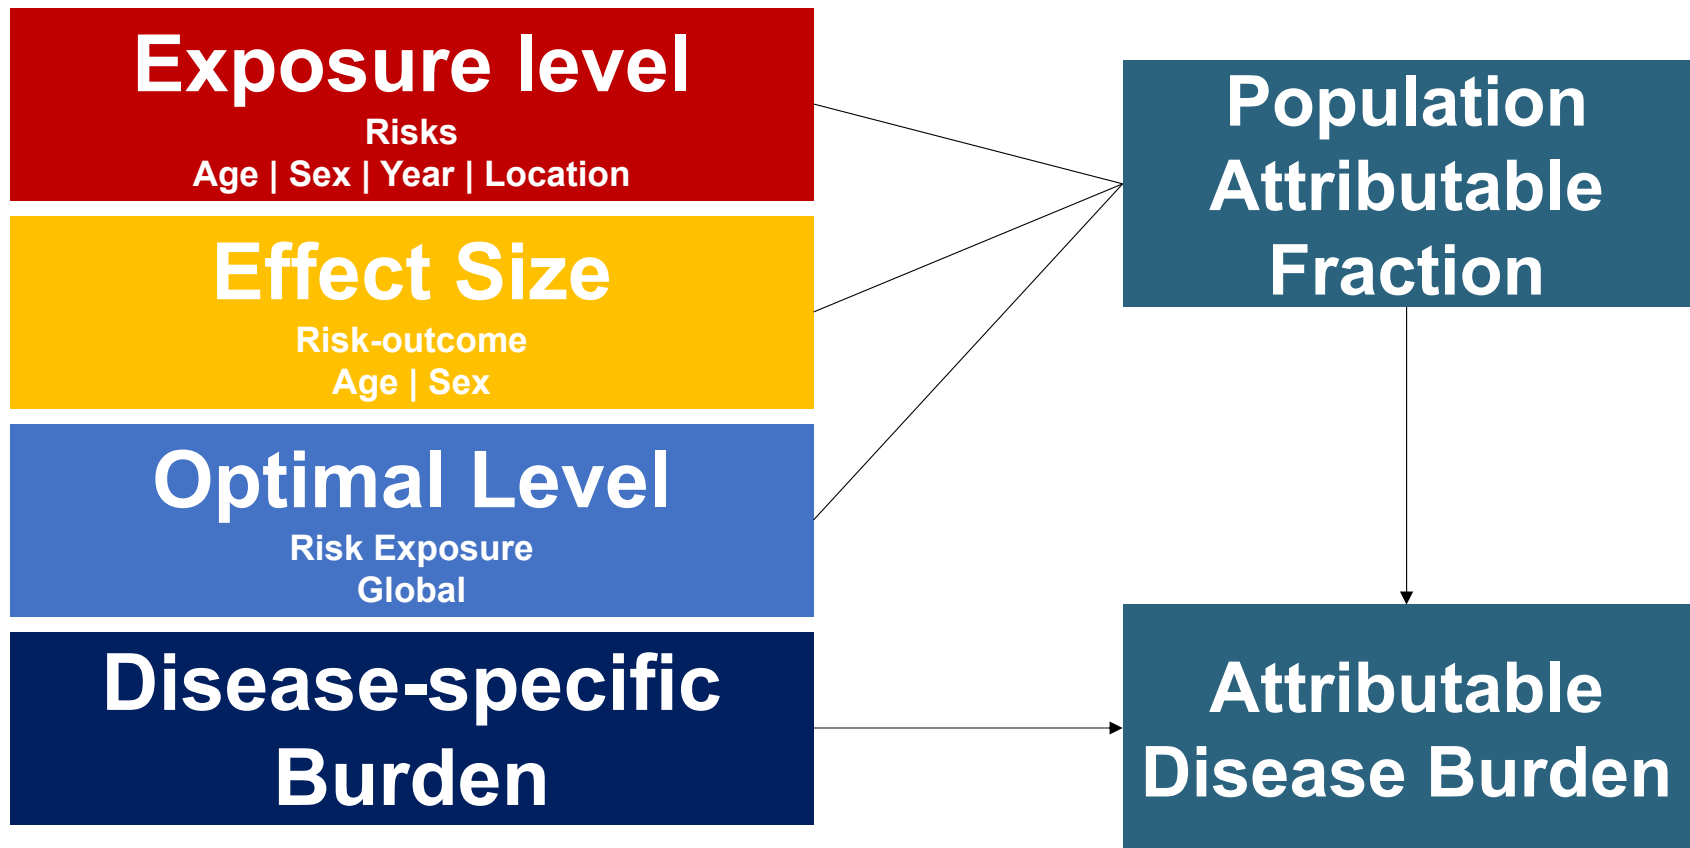 Exposure level
Risks
Age | Sex | Year | Location
Effect Size
Risk-outcome
Age | Sex
Optimal Level
Risk Exposure
Global
Disease-specific
Burden
Population
Attributable
Fraction
Attributable
Disease Burden